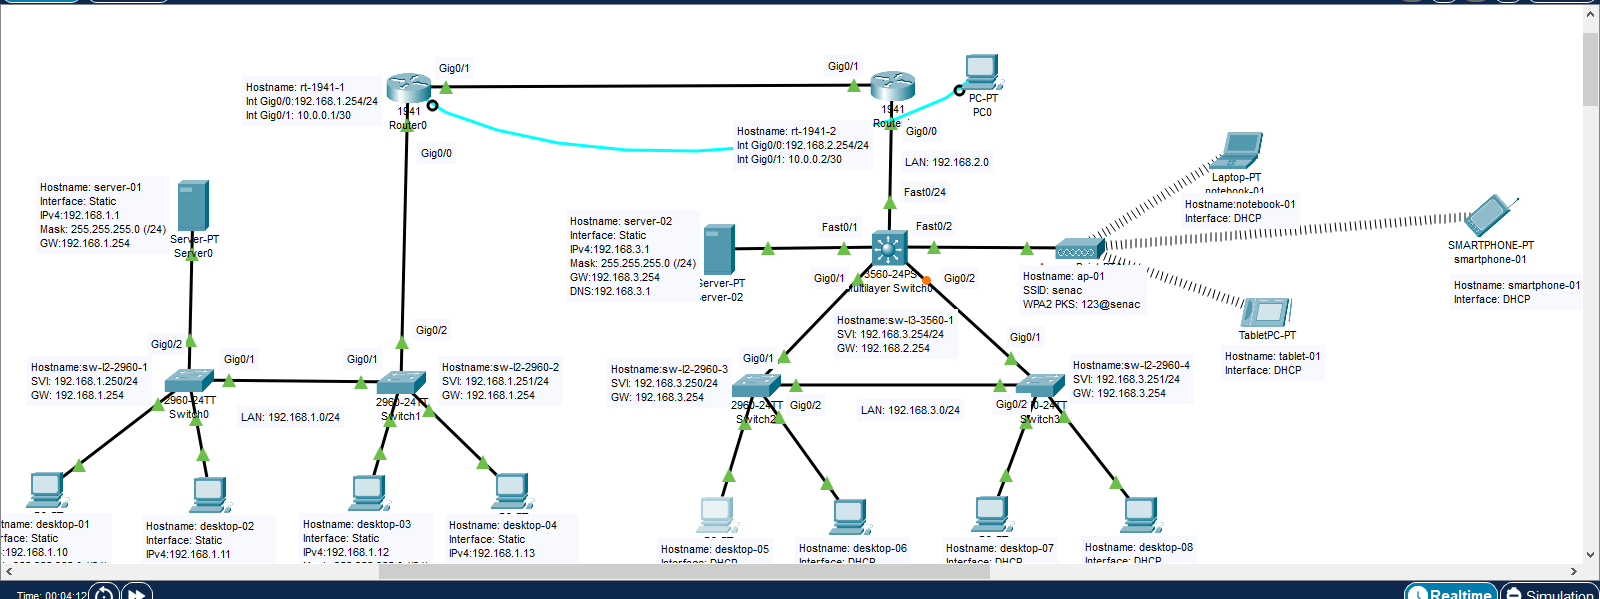 Gig0/1
Gig0/1
Hostname: rt-1941-1
Int Gig0/0:192.168.1.254/24
Int Gig0/1: 10.0.0.1/30
1941
Router0
Gig0/0
PC-PT
PC0
1941
Route
Hostname: rt-1941-2
Int Gig0/0:192.168.2.254/24
Int Gig0/1: 10.0.0.2/30
Gig0/0
LAN: 192.168.2.0
Fast0/24
Laptop-PT
notebook-01
Hostname:notebook-01
Interface: DHCP
Hostname: server-01
Interface: Static
IPv4:192.168.1.1
Mask: 255.255.255.0 (/24)
GW:192.168.1.254
Server-PT
Server0
Hostname: server-02
Interface: Static
IPv4:192.168.3.1
Mask: 255.255.255.0 (/24)
GW:192.168.3.254
DNS:192.168.3.1
Server-PT
server-02
Fast0/1
Fast0/2
Gig0/1
3560-24PS
Multilayer Switch0
Gig0/2
Hostname: ap-01
SSID: senac
WPA2 PKS: 123@senac
SMARTPHONE-PT
smartphone-01
Hostname: smartphone-01
Interface: DHCP
TabletPC-PT
Hostname: tablet-01
Interface: DHCP
Hostname:sw-l3-3560-1
SVI: 192.168.3.254/24
GW: 192.168.2.254
Gig0/2
Gig0/1
Gig0/1
Gig0/2
Hostname:sw-l2-2960-1
SVI: 192.168.1.250/24
GW: 192.168.1.254
2960-24TT
Switch0
LAN: 192.168.1.0/24
2960-24TT
Switch1
Hostname:sw-l2-2960-2
SVI: 192.168.1.251/24
GW: 192.168.1.254
Hostname:sw-l2-2960-3
SVI: 192.168.3.250/24
GW: 192.168.3.254
Gig0/1
2960-24TT
Switch2
Gig0/2
LAN: 192.168.3.0/24
Gig0/1
Gig0/2
0-24TT
Switch3
Hostname:sw-l2-2960-4
SVI: 192.168.3.251/24
GW: 192.168.3.254
tname: desktop-01
rface: Static
:192.168.1.10
Hostname: desktop-02
Interface: Static
IPv4:192.168.1.11
Hostname: desktop-03
Interface: Static
IPv4:192.168.1.12
Hostname: desktop-04
Interface: Static
IPv4:192.168.1.13
Hostname: desktop-05
Interface: DHCP
Hostname: desktop-06
Interface: DHCP
Hostname: desktop-07
Interface: DHCP
Hostname: desktop-08
Interface: DHCP
Time: 00:04:12
Realtime
Simulation